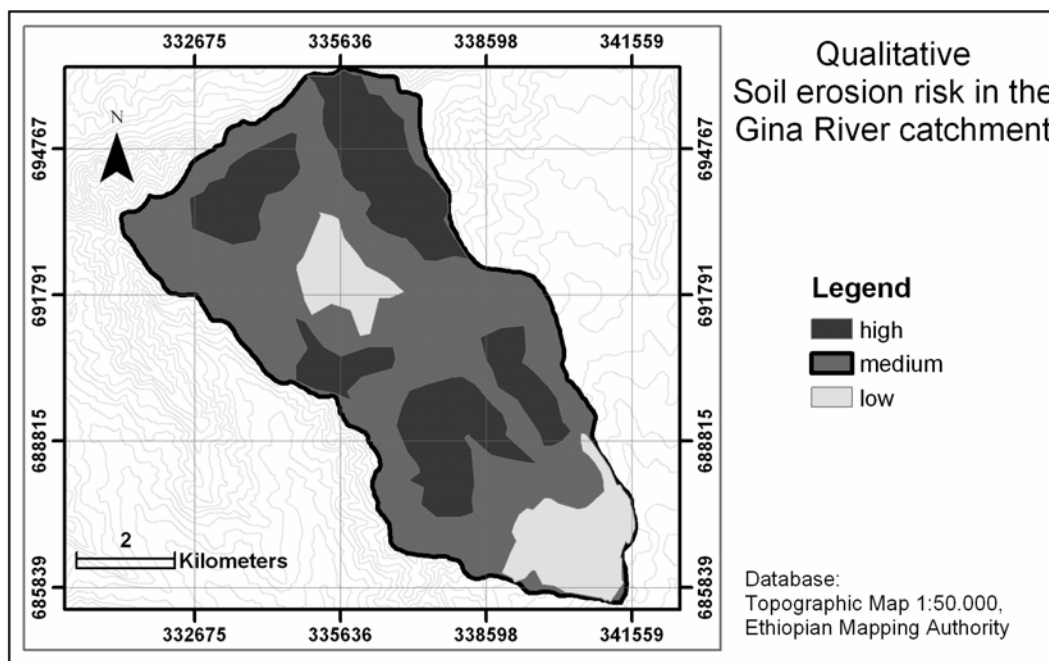 332675 335636 338598 341559
Qualitative
Soil erosion risk in the
Gina River catchment
N
694767 694767
691791 691791
688815 688815
685839 685839
Legend
high
medium
low
2
Kilometers
332675 335636 338598 341559
Database:
Topographic Map 1:50.000,
Ethiopian Mapping Authority